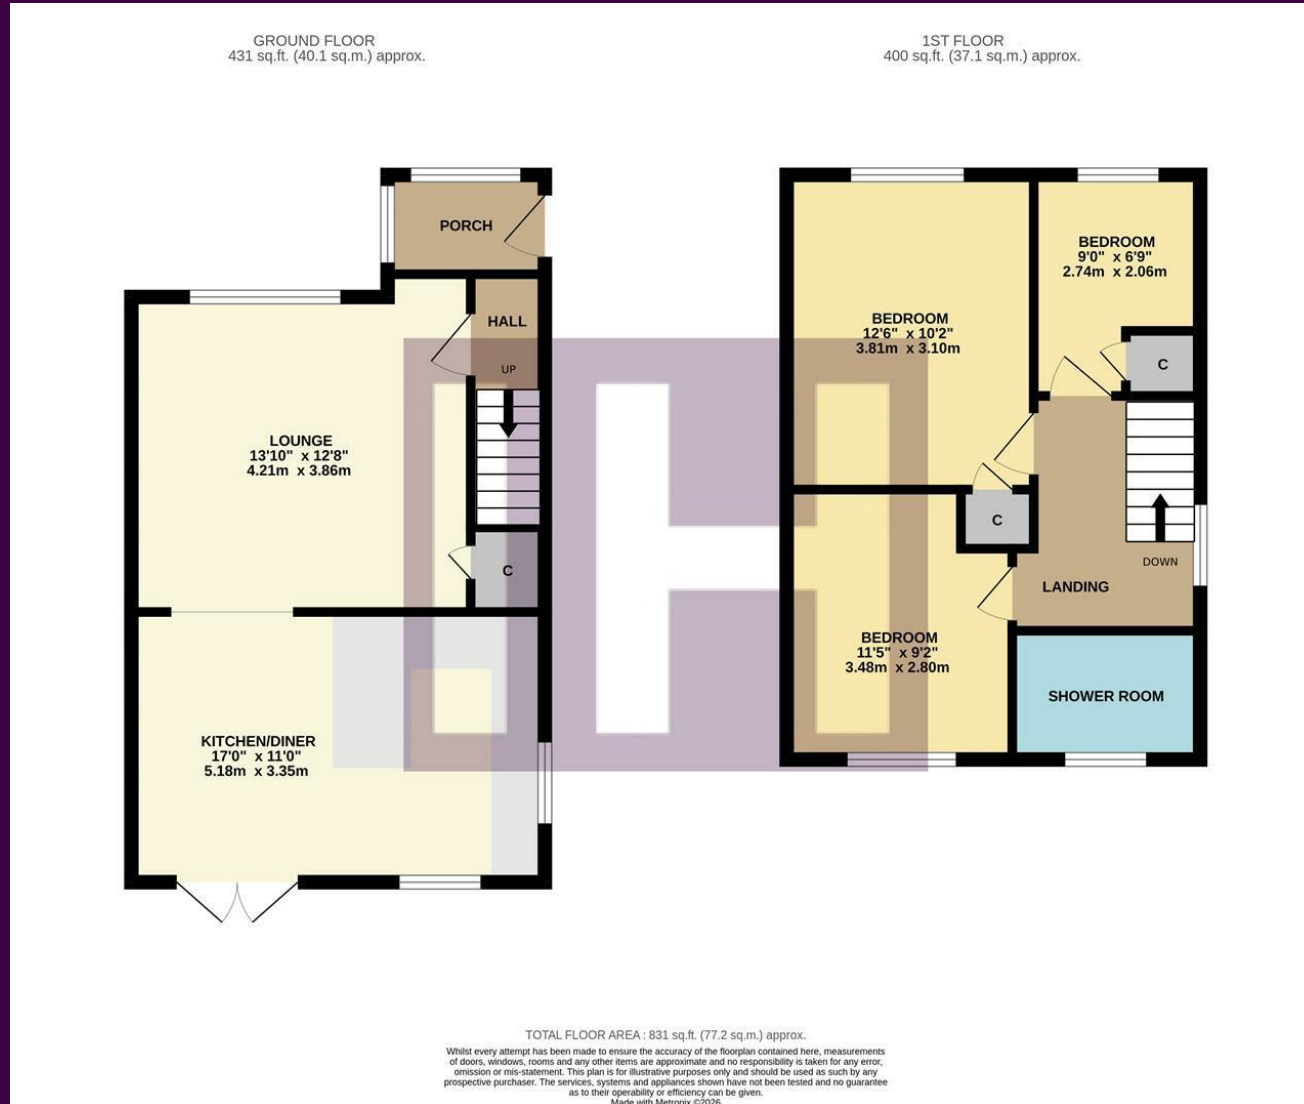 GROUND FLOOR
431 sq.ft. (40.1 sq.m.) approx.
1ST FLOOR
400 sq.ft. (37.1 sq.m.) approx.
PORCH
HALL
UP
LOUNGE
13'10" x 12'8"
4.21m x 3.86m
C
KITCHEN/DINER
17'0" x 11'0"
5.18m x 3.35m
BEDROOM
9'0" x 6'9"
2.74m x 2.06m
BEDROOM
12'6" x 10'2"
3.81m x 3.10m
C
C
DOWN
LANDING
BEDROOM
11'5" x 9'2"
3.48m x 2.80m
SHOWER ROOM
TOTAL FLOOR AREA : 831 sq.ft. (77.2 sq.m.) approx.
Whilst every attempt has been made to ensure the accuracy of the floorplan contained here, measurements
of doors, windows, rooms and any other items are approximate and no responsibility is taken for any error,
omission or mis-statement. This plan is for illustrative purposes only and should be used as such by any
prospective purchaser. The services, systems and appliances shown have not been tested and no guarantee
as to their operability or efficiency can be given.
Made with Metropix ©2026